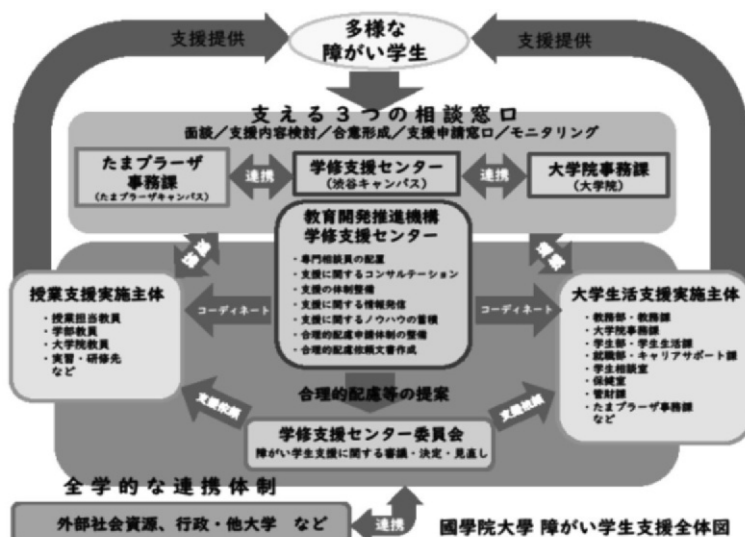 支援提供
多様な
障がい学生
支援提供
支える3つの相談窓口
面談／支援内容検討／合意形成／支援申請窓口／モニタリング
たまプラーザ
事務課
(たまプラーザキャンパス)
連携
学修支援センター
(渋谷キャンパス)
連携
大学院事務課
(大学院)
教育開発推進機構
学修支援センター
・専門相談員の配置
・支援に関するコンサルテーション
・支援の体制整備
・支援に関する情報発信
・支援に関するノウハウの蓄積
・合理的配慮申請体制の整備
・合理的配慮依頼文書作成
連携
連携
授業支援実施主体
・授業担当教員
・学部教員
・大学院教員
・実習・研修先
など
コーディネート
コーディネート
大学生活支援実施主体
・教務部・教務課
・大学院事務課
・学生部・学生生活課
・就職部・キャリアサポート課
・学生相談室
・保健室
・管財課
・たまプラーザ事務課
など
合理的配慮等の提案
支援依頼
支援依頼
学修支援センター委員会
障がい学生支援に関する審議・決定・見直し
全学的な連携体制
外部社会資源、行政・他大学 など
連携
國學院大學 障がい学生支援全体図